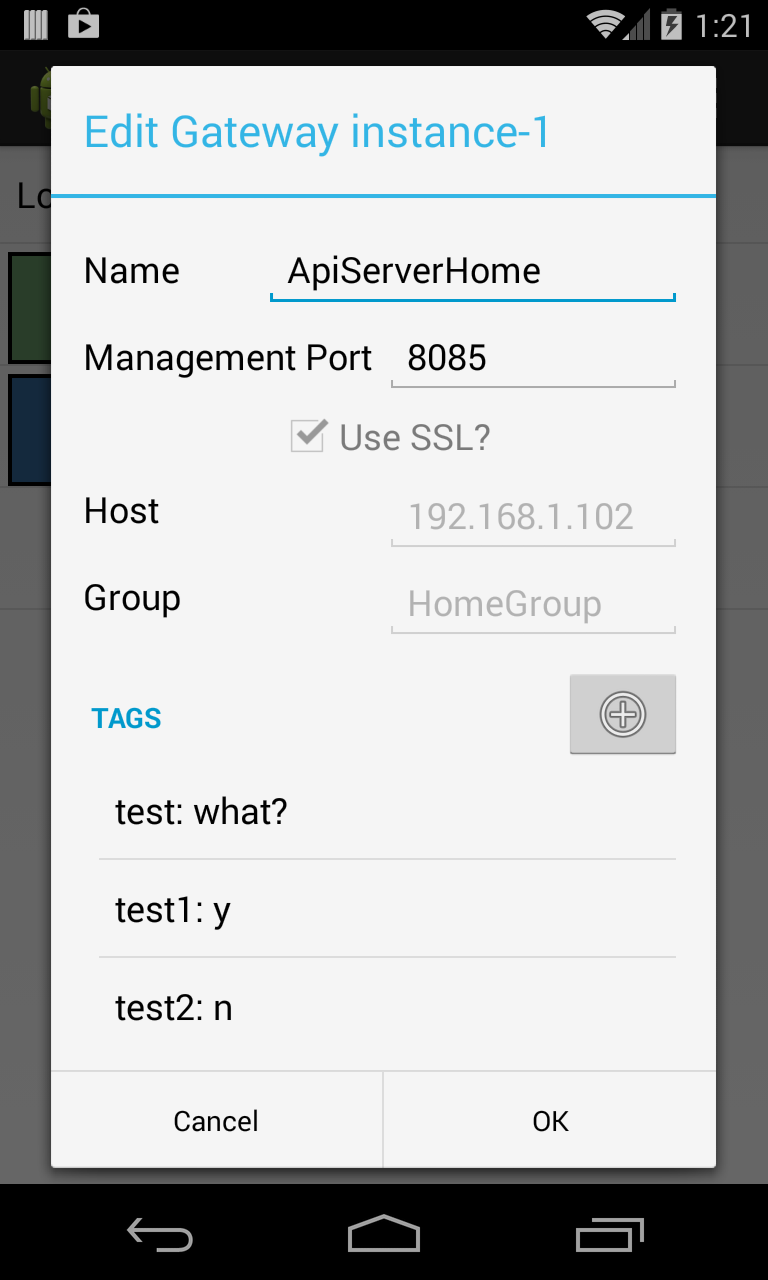 1:21
Edit Gateway instance-1
Lo
Name ApiServerHome
Management Port 8085
Use SSL?
Host 192.168.1.102
Group HomeGroup
TAGS
test: what?
test1: y
test2: n
Cancel OK